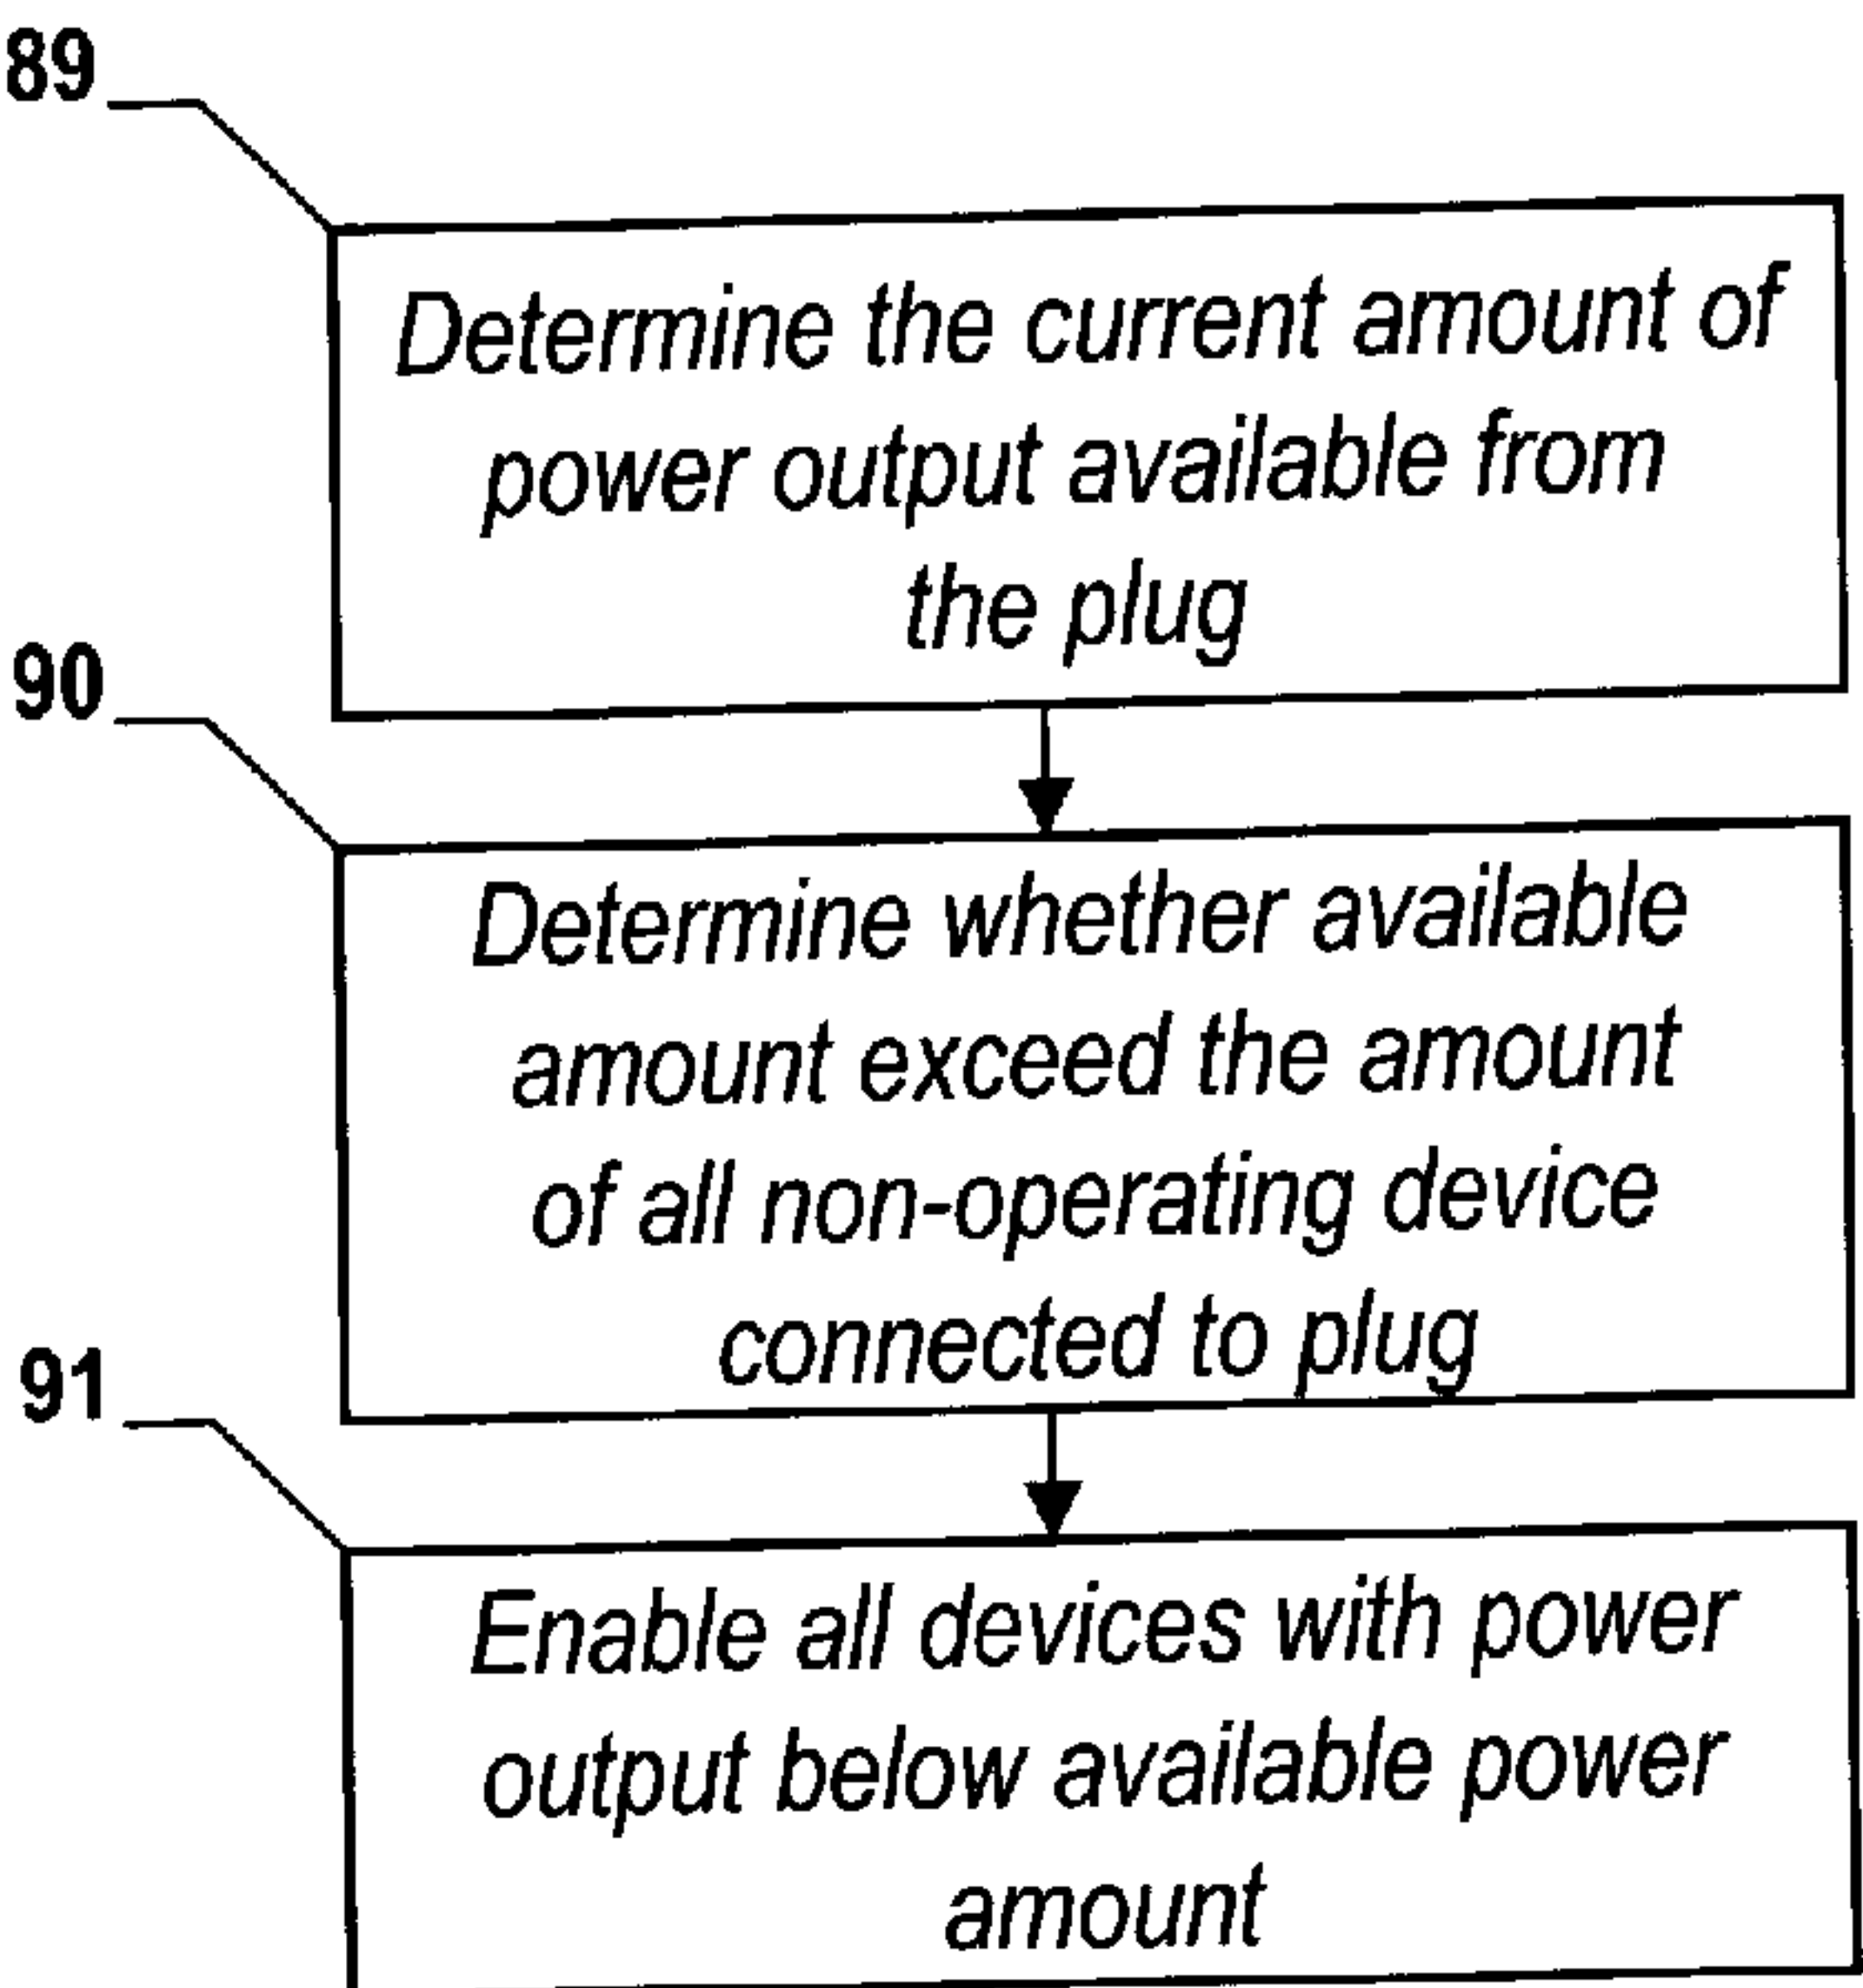 89
Determine the current amount of
power output available from
the plug
90
Determine whether available
amount exceed the amount
of all non-operating device
connected to plug
91
Enable all devices with power
output below available power
amount